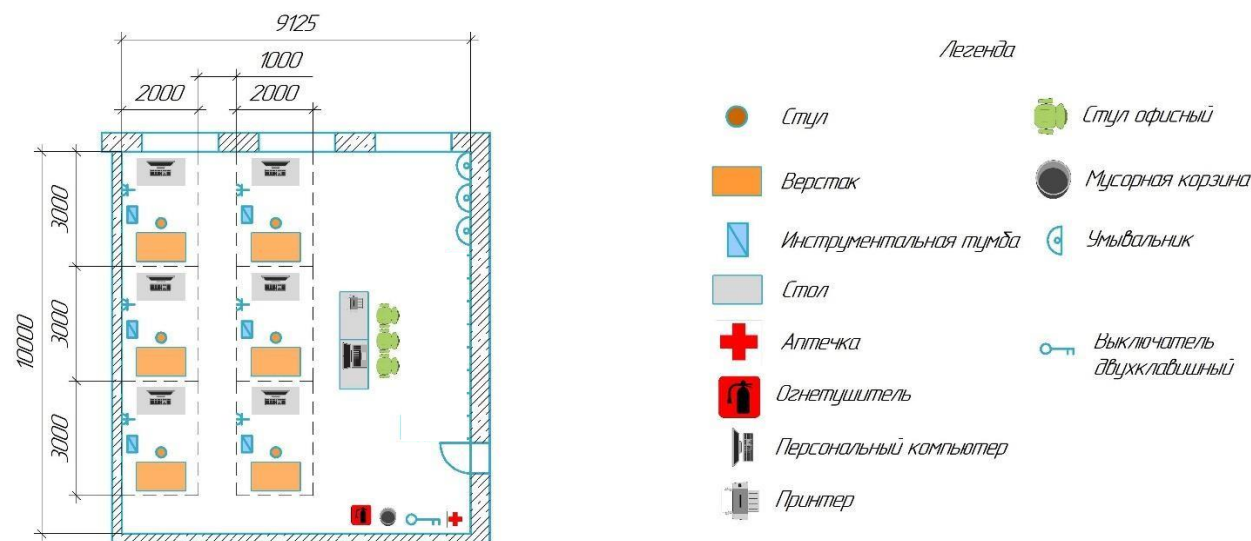 9125
1000
2000
2000
3000
3000
3000
10000
Легенда
Стул
Стул офисный
Верстак
Мусорная корзина
Инструментальная тумба
Умывальник
Стол
Аптечка
Выключатель
двухклавишный
Огнетушитель
Персональный компьютер
Принтер